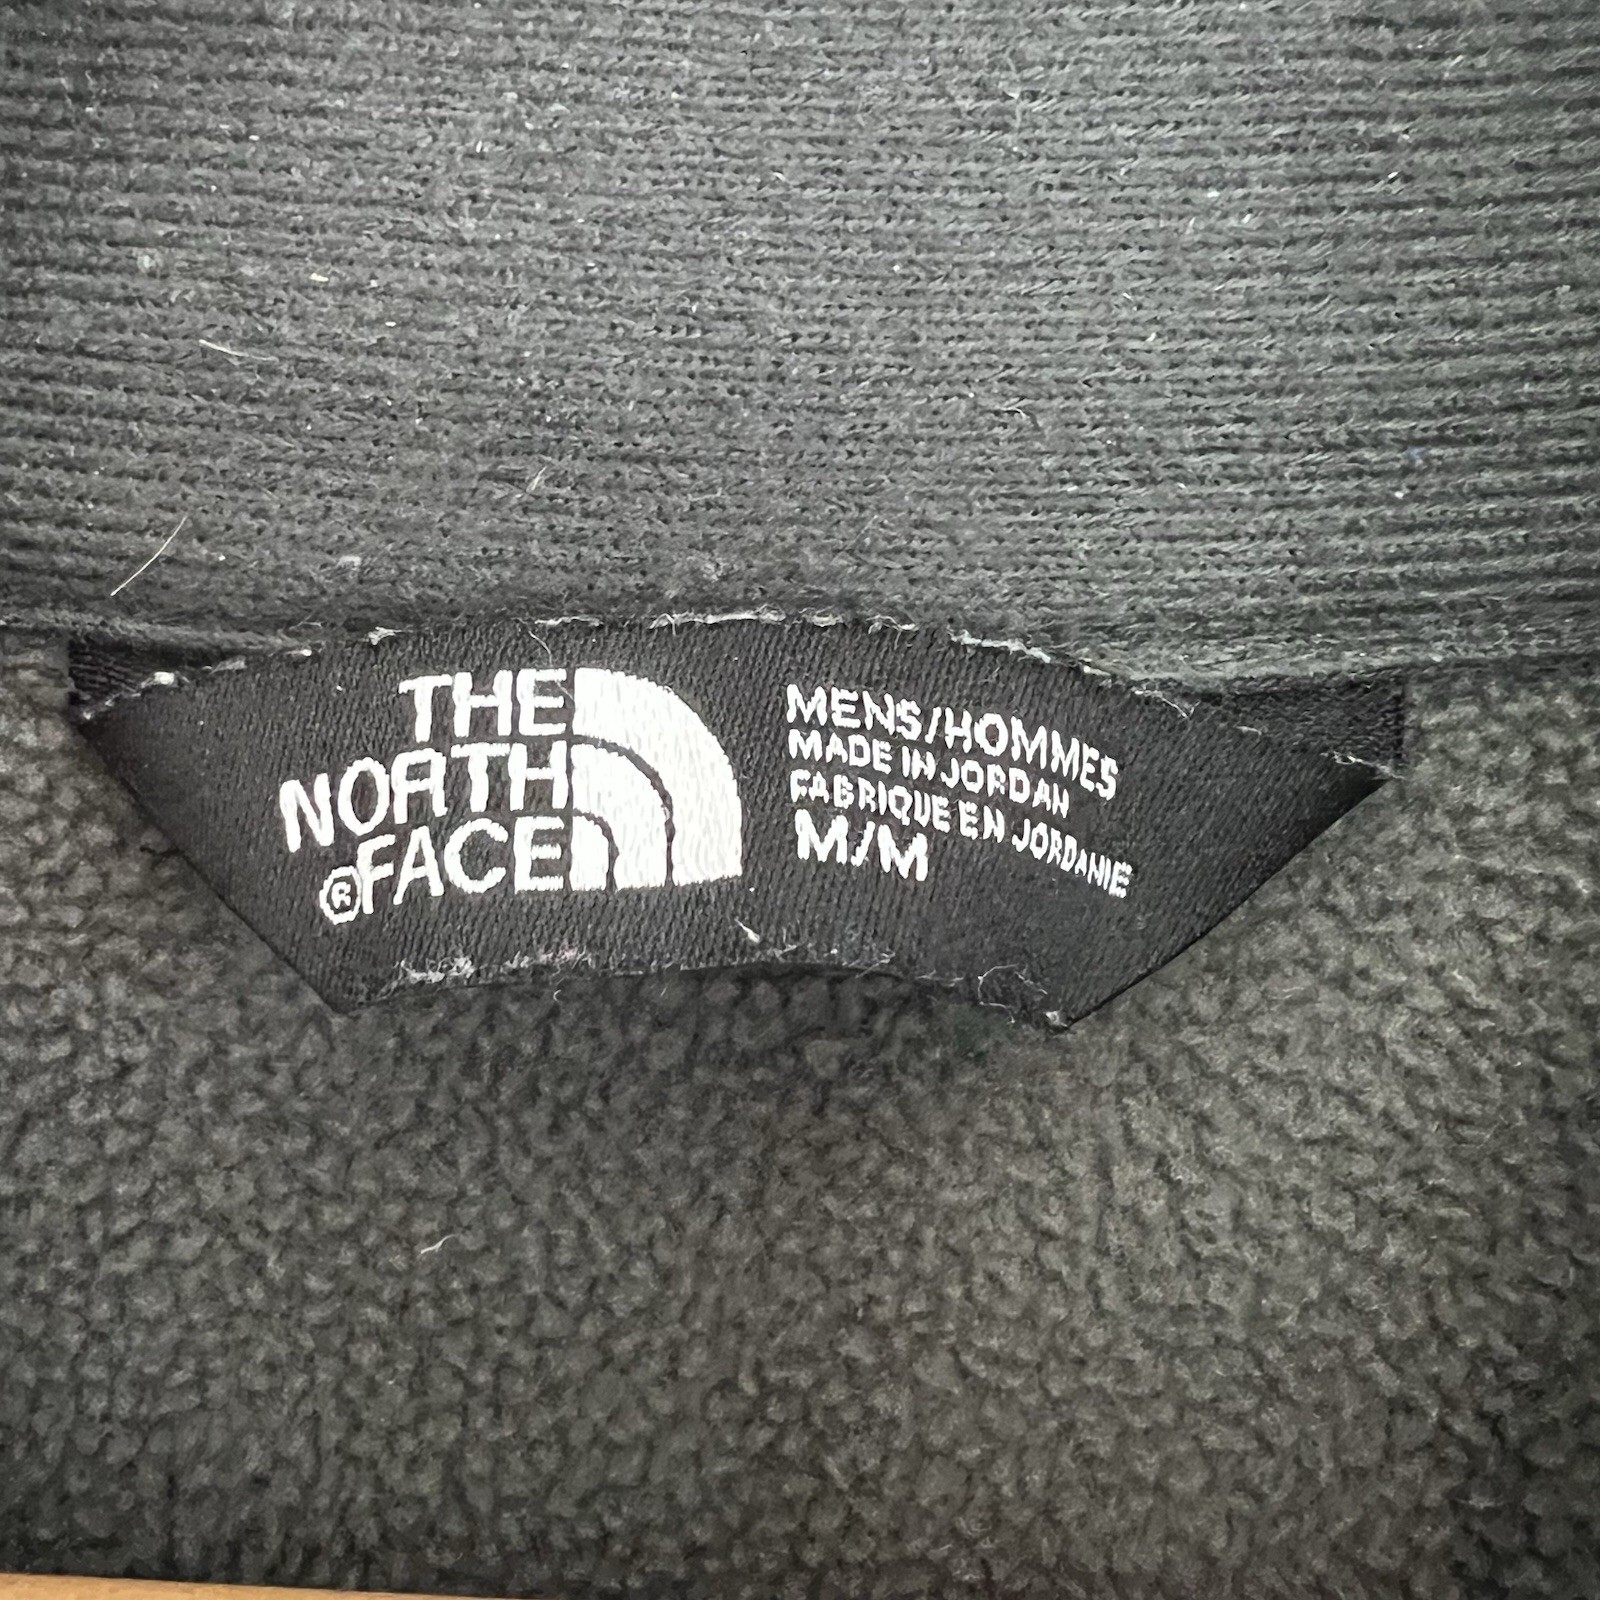 THE
NORTH
®FACE
MENS/HOMMES
MADE IN JORDAN
FABRIQUE EN JORDANIE
M/M